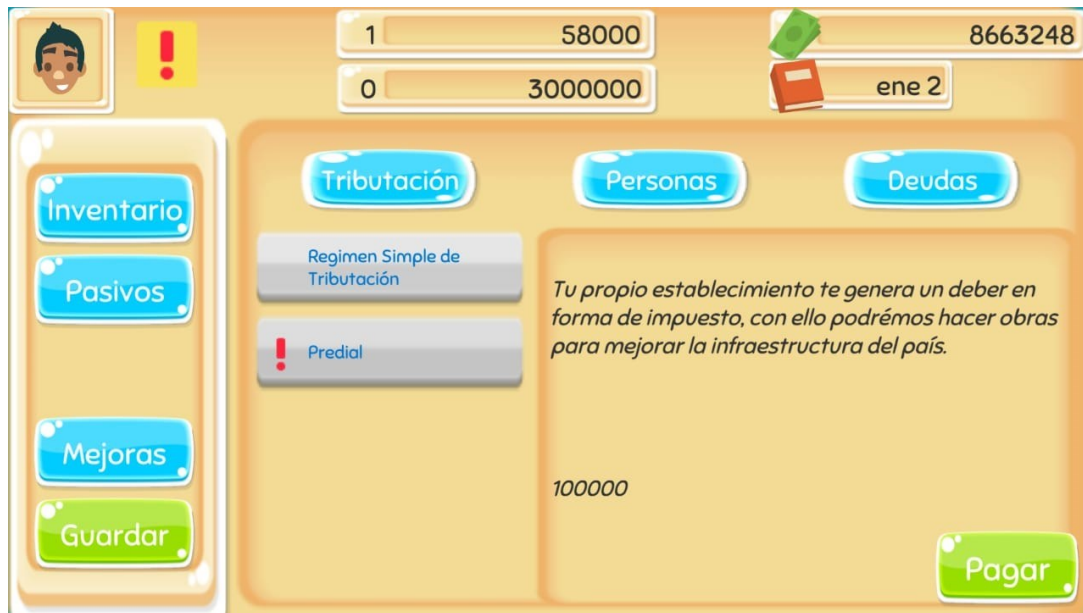 1 58000 8663248
0 3000000 ene 2
Tributación Personas Deudas
Inventario
Pasivos
Mejoras
Guardar
Regimen Simple de
Tributación
! Predial
Tu propio establecimiento te genera un deber en
forma de impuesto, con ello podrémos hacer obras
para mejorar la infraestructura del país.
100000
Pagar